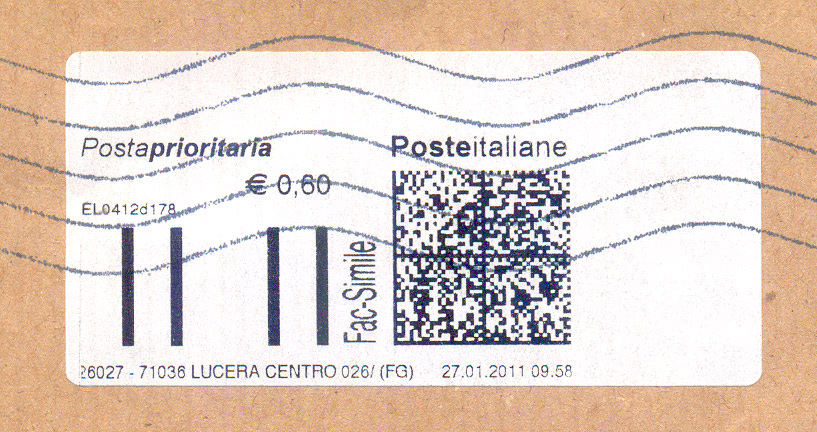 Postaprioritaria
Posteitaliane
€ 0,60
EL0412d178
Fac-Simile
26027 - 71036 LUCERA CENTRO 026/ (FG) 27.01.2011 09.58